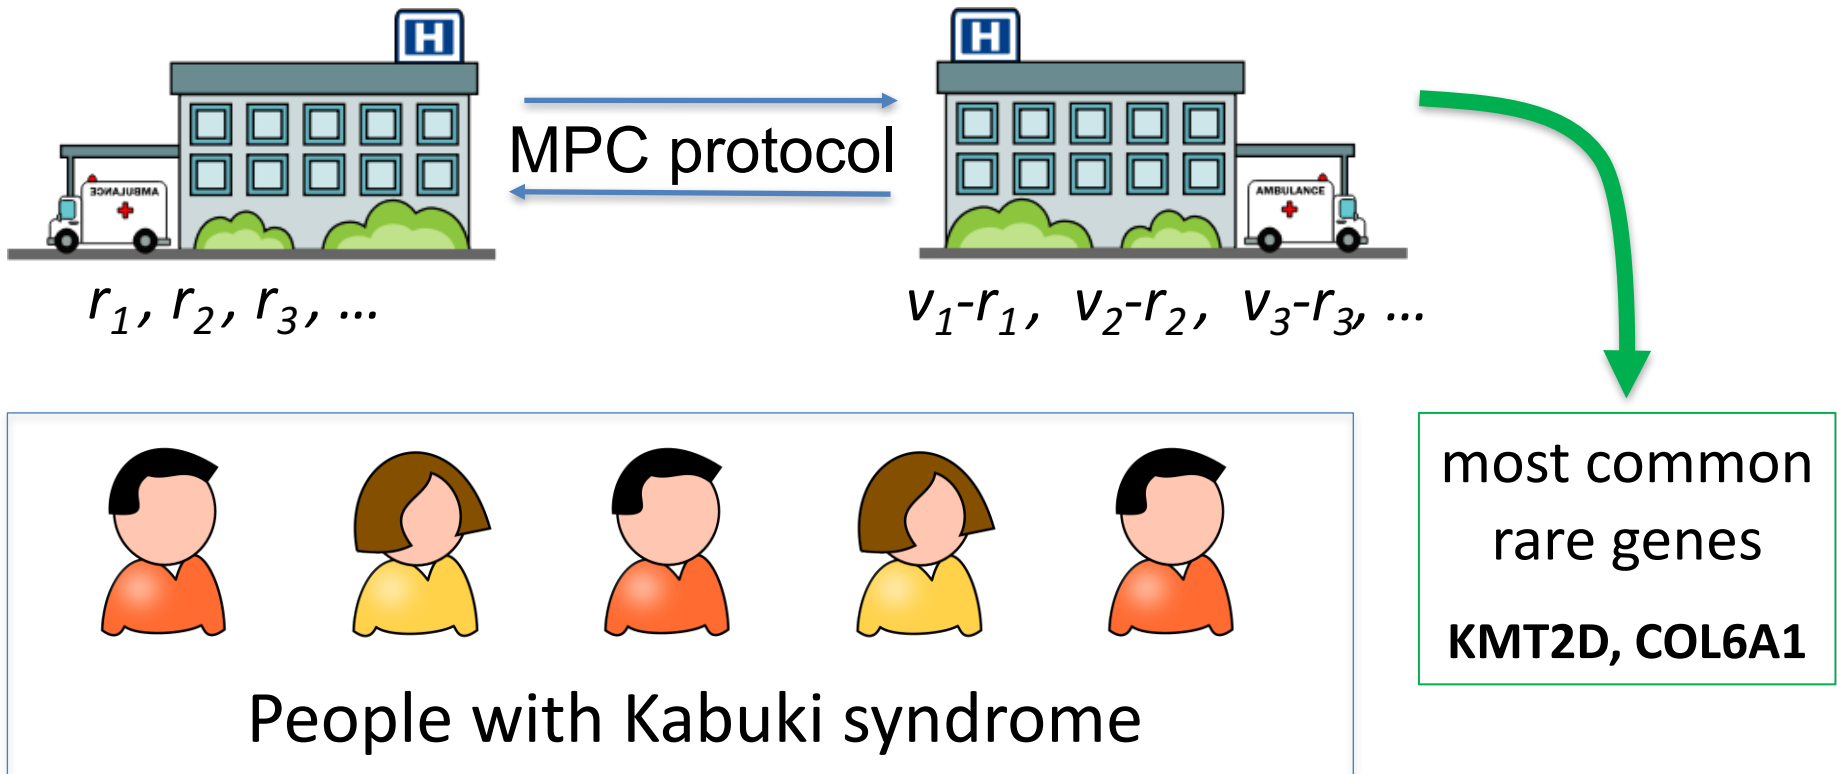 H
H
MPC protocol
AMBULANCE
AMBULANCE
r1, r2, r3, ...
v1-r1, v2-r2, v3-r3, ...
most common
rare genes
KMT2D, COL6A1
People with Kabuki syndrome